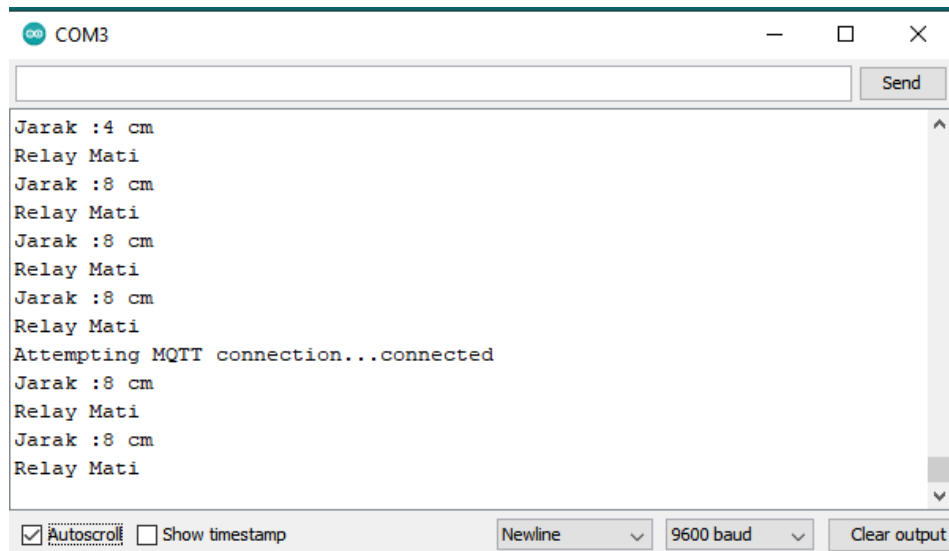 COM3
Send
Jarak :4 cm
Relay Mati
Jarak :8 cm
Relay Mati
Jarak :8 cm
Relay Mati
Jarak :8 cm
Relay Mati
Attempting MQTT connection...connected
Jarak :8 cm
Relay Mati
Jarak :8 cm
Relay Mati
Autoscroll Show timestamp Newline 9600 baud Clear output